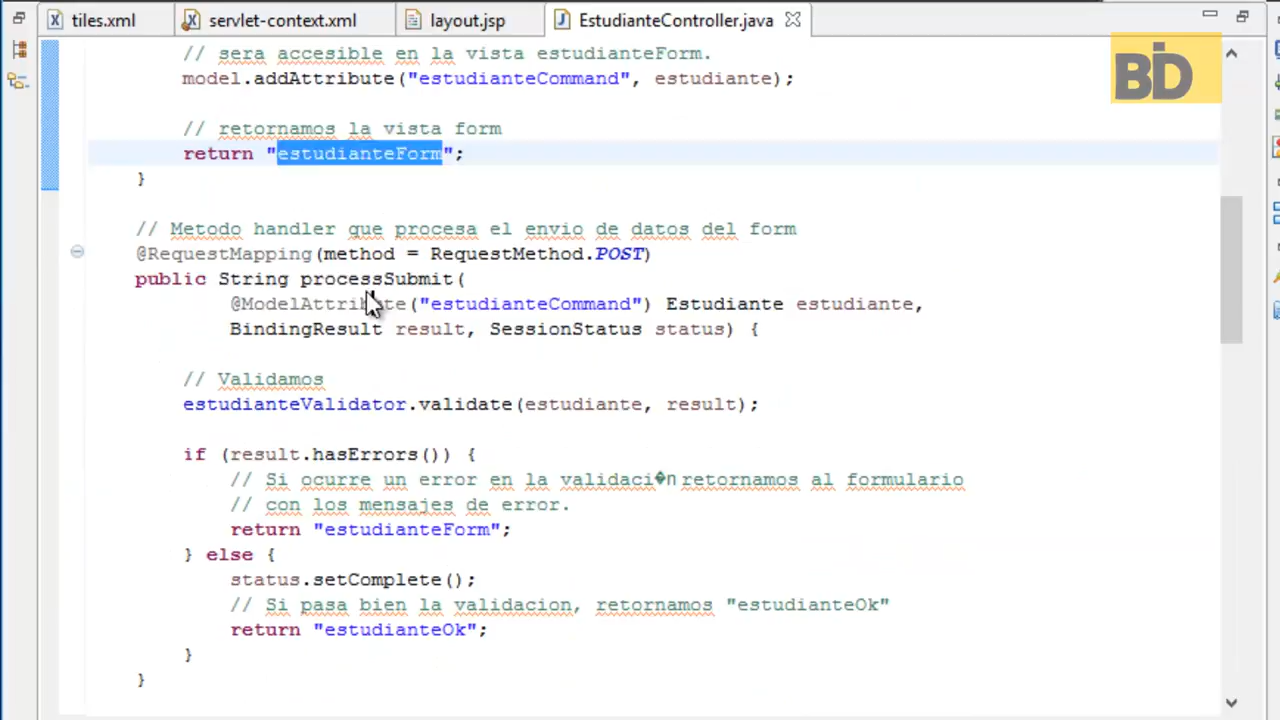 tiles.xml servlet-context.xml layout.jsp EstudianteController.java
BID
// sera accesible en la vista estudianteForm.
model.addAttribute("estudianteCommand", estudiante);
// retornamos la vista form
return "estudianteForm";
}
// Metodo handler que procesa el envio de datos del form
@RequestMapping(method = RequestMethod.POST)
public String processSubmit(
@ModelAttribute("estudianteCommand") Estudiante estudiante,
BindingResult result, SessionStatus status) {
// Validamos
estudianteValidator.validate(estudiante, result);
if (result.hasErrors()) {
// Si ocurre un error en la validaci�n retornamos al formulario
// con los mensajes de error.
return "estudianteForm";
} else {
status.setComplete();
// Si pasa bien la validacion, retornamos "estudianteOk"
return "estudianteOk";
}
}